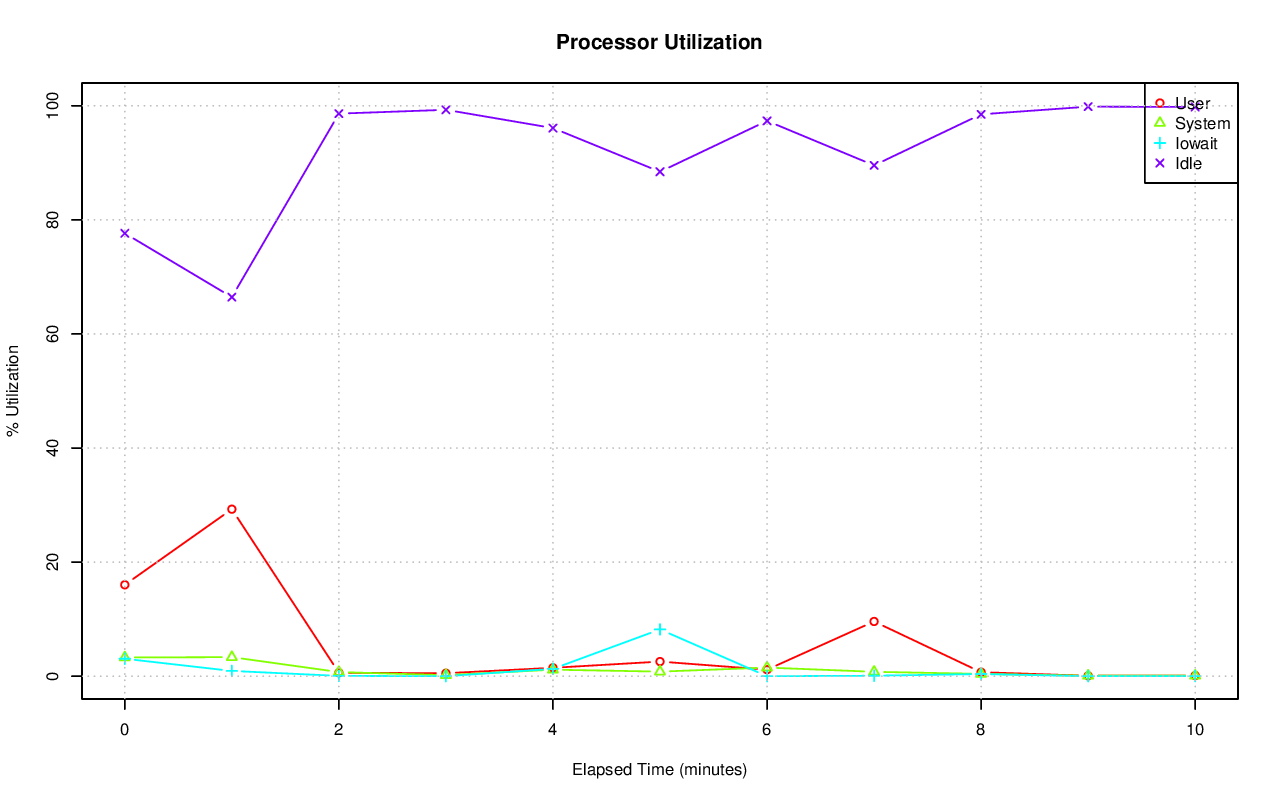 Processor Utilization
% Utilization
100
80
60
40
20
0
User
System
Iowait
Idle
0 2 4 6 8 10
Elapsed Time (minutes)